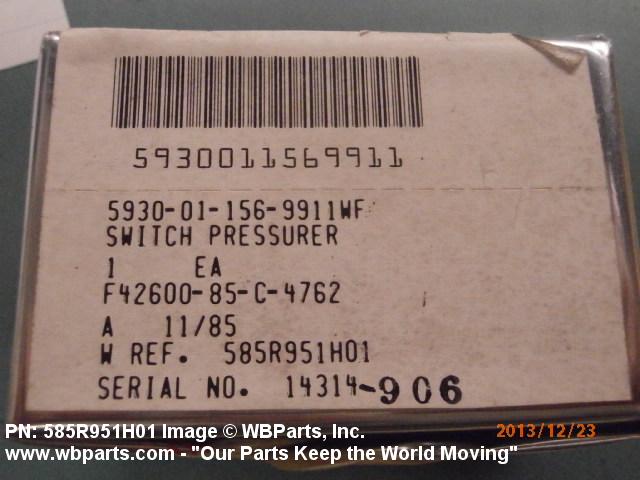 5930011569911
5930-01-156-9911WF
SWITCH PRESSURER
1 EA
F42600-85-C-4762
A 11/85
W REF. 585R951H01
SERIAL NO. 14314-906
PN: 585R951H01 Image © WBParts, Inc. 2013/12/23
www.wbparts.com - "Our Parts Keep the World Moving"